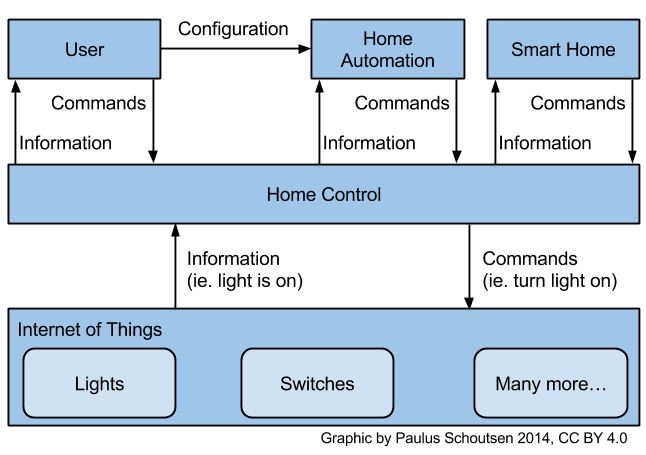 User
Configuration
Home
Automation
Smart Home
Commands
Information
Commands
Information
Commands
Information
Home Control
Information
(ie. light is on)
Commands
(ie. turn light on)
Internet of Things
Lights
Switches
Many more...
Graphic by Paulus Schoutsen 2014, CC BY 4.0